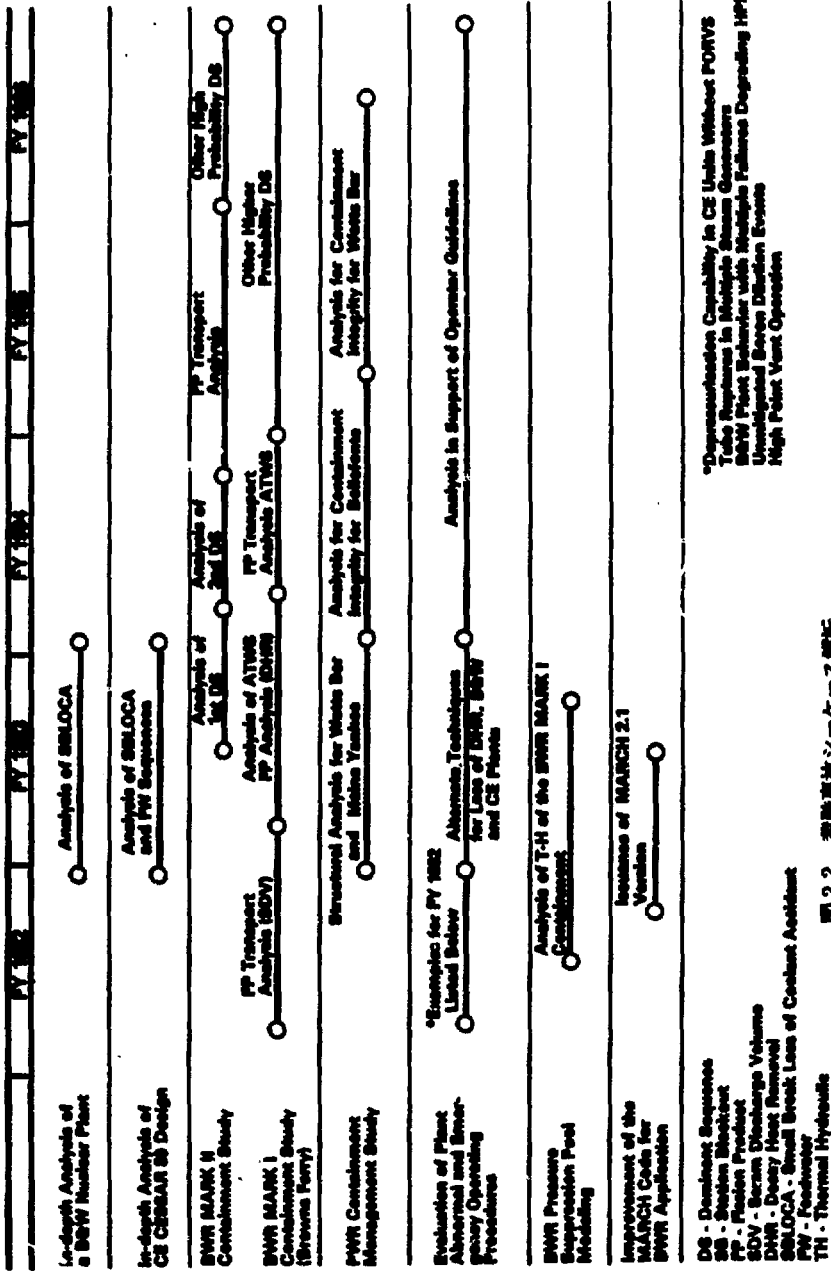 FY 1982 FY 1983 FY 1984 FY 1985 FY 1986
In-depth Analysis of
a B&W Nuclear Plant
Analysis of SBLOCA
In-depth Analysis of
CE CESSAR 80 Design
Analysis of SBLOCA
and FW Sequences
BWR MARK II
Containment Study
Analysis of
1st DS
Analysis of
2nd DS
FP Transport
Analysis
Other High
Probability DS
BWR MARK I
Containment Study
(Browns Ferry)
FP Transport
Analysis (SDV)
Analysis of ATWS
FP Analysis (DHR)
FP Transport
Analysis ATWS
Other Higher
Probability DS
PWR Containment
Management Study
Structural Analysis for Watts Bar
and Maine Yankee
Analysis for Containment
Integrity for Bellefonte
Analysis for Containment
Integrity for Watts Bar
Evaluation of Plant
Abnormal and Emer-
gency Operating
Procedures
*Examples for FY 1982
Listed Below
Alternate Techniques
for Loss of DHR, B&W
and CE Plants
Analysis in Support of Operator Guidelines
BWR Pressure
Suppression Pool
Modeling
Analysis of T-H of the BWR MARK I
Containment
Improvement of the
MARCH Code for
BWR Application
Issuance of MARCH 2.1
Version
DS - Dominant Sequence
SB - Station Blackout
FP - Fission Product
SDV - Scram Discharge Volume
DHR - Decay Heat Removal
SBLOCA - Small Break Loss of Coolant Accident
FW - Feedwater
TH - Thermal Hydraulic
*Depressurization Capability in CE Units Without PORVS
Tube Ruptures in Multiple Steam Generators
B&W Plant Behavior with Multiple Failures Degrading HPI
Unmitigated Boron Dilution Events
High Point Vent Operation
図 2.2